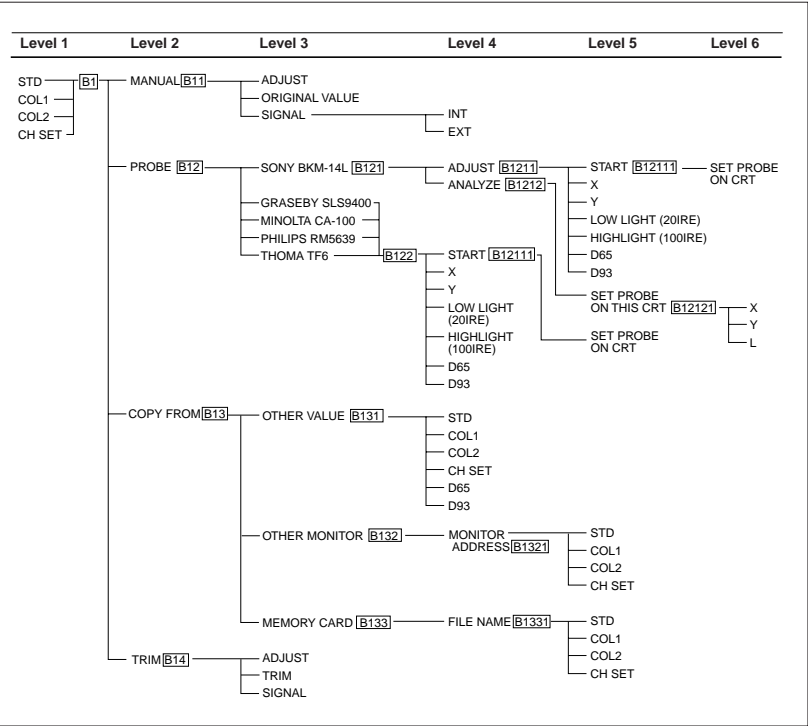 Level 1 Level 2 Level 3 Level 4 Level 5 Level 6
STD B1 MANUAL B11 ADJUST
COL1 ORIGINAL VALUE
COL2 SIGNAL INT
CH SET EXT
PROBE B12 SONY BKM-14L B121 ADJUST B1211 START B12111 SET PROBE
ON CRT
ANALYZE B1212 X
GRASEBY SLS9400 Y
MINOLTA CA-100 LOW LIGHT (20IRE)
PHILIPS RM5639 HIGHLIGHT (100IRE)
THOMA TF6 B122 START B12111 D65
X D93
Y SET PROBE
ON THIS CRT B12121 X
LOW LIGHT
(20IRE) Y
HIGHLIGHT
(100IRE) SET PROBE
ON CRT L
D65
D93
COPY FROM B13 OTHER VALUE B131 STD
COL1
COL2
CH SET
D65
D93
OTHER MONITOR B132 MONITOR
ADDRESS B1321 STD
COL1
COL2
CH SET
MEMORY CARD B133 FILE NAME B1331 STD
COL1
COL2
CH SET
TRIM B14 ADJUST
TRIM
SIGNAL